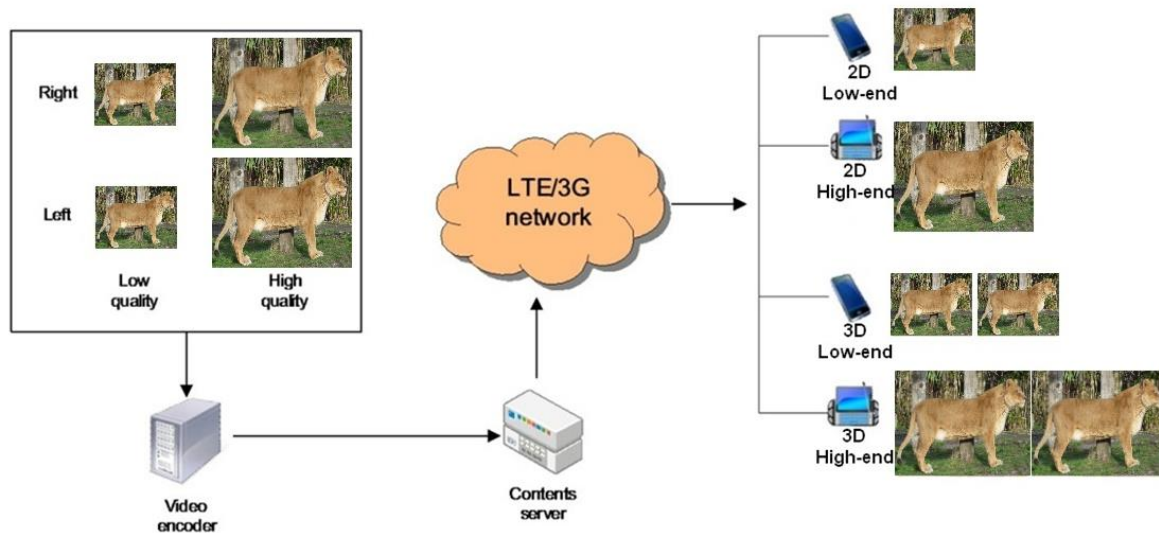 Right
Left
Low
quality
High
quality
Video
encoder
Contents
server
LTE/3G
network
2D
Low-end
2D
High-end
3D
Low-end
3D
High-end